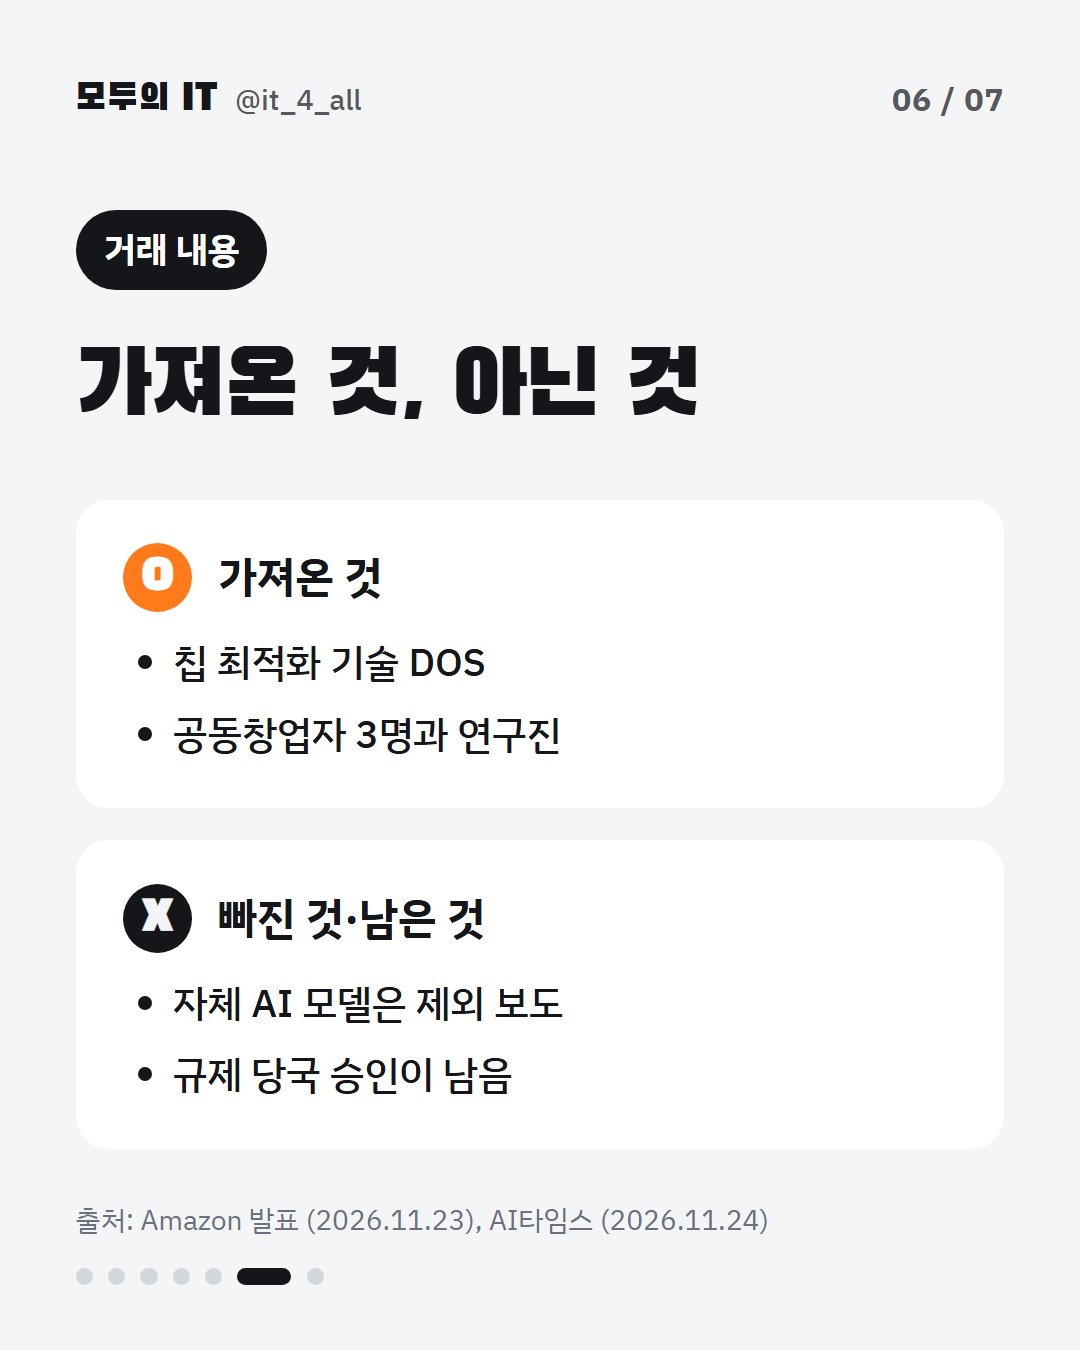 모두의 IT @it_4_all
06 / 07
거래 내용
가져온 것, 아닌 것
O 가져온 것
• 칩 최적화 기술 DOS
• 공동창업자 3명과 연구진
X 빠진 것·남은 것
• 자체 AI 모델은 제외 보도
• 규제 당국 승인이 남음
출처: Amazon 발표 (2026.11.23), AI타임스 (2026.11.24)